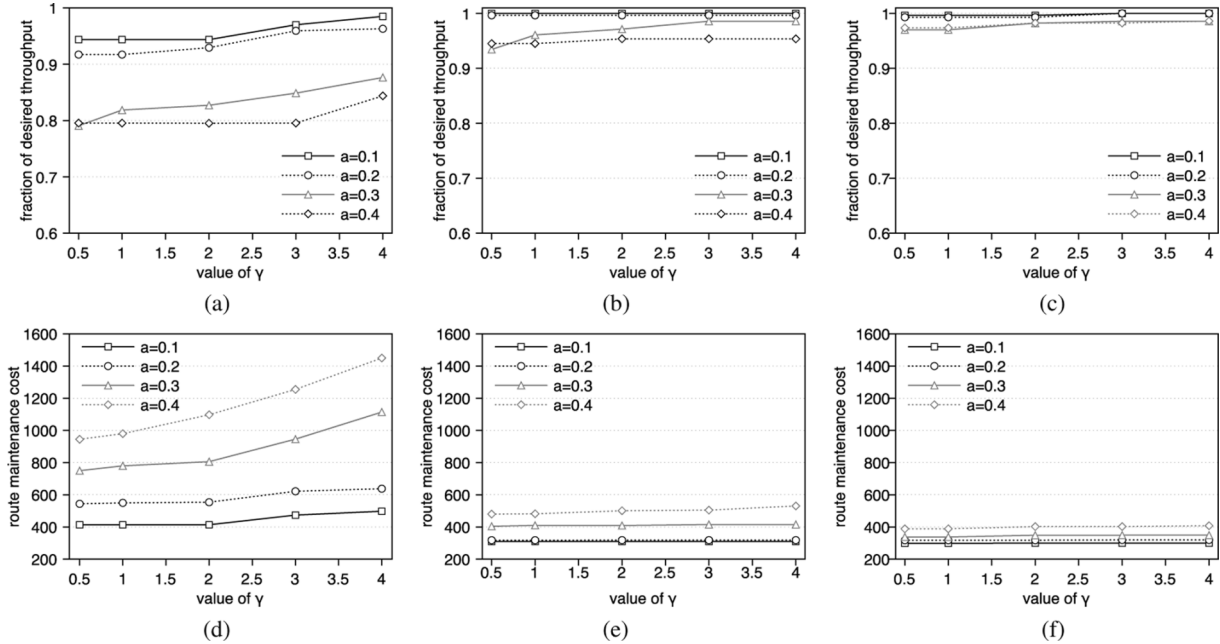 fraction of desired throughput
1
0.9
0.8
0.7
0.6
a=0.1
a=0.2
a=0.3
a=0.4
0.5 1 1.5 2 2.5 3 3.5 4
value of γ
(a)
fraction of desired throughput
1
0.9
0.8
0.7
0.6
a=0.1
a=0.2
a=0.3
a=0.4
0.5 1 1.5 2 2.5 3 3.5 4
value of γ
(b)
fraction of desired throughput
1
0.9
0.8
0.7
0.6
a=0.1
a=0.2
a=0.3
a=0.4
0.5 1 1.5 2 2.5 3 3.5 4
value of γ
(c)
route maintenance cost
1600
1400
1200
1000
800
600
400
200
a=0.1
a=0.2
a=0.3
a=0.4
0.5 1 1.5 2 2.5 3 3.5 4
value of γ
(d)
route maintenance cost
1600
1400
1200
1000
800
600
400
200
a=0.1
a=0.2
a=0.3
a=0.4
0.5 1 1.5 2 2.5 3 3.5 4
value of γ
(e)
route maintenance cost
1600
1400
1200
1000
800
600
400
200
a=0.1
a=0.2
a=0.3
a=0.4
0.5 1 1.5 2 2.5 3 3.5 4
value of γ
(f)